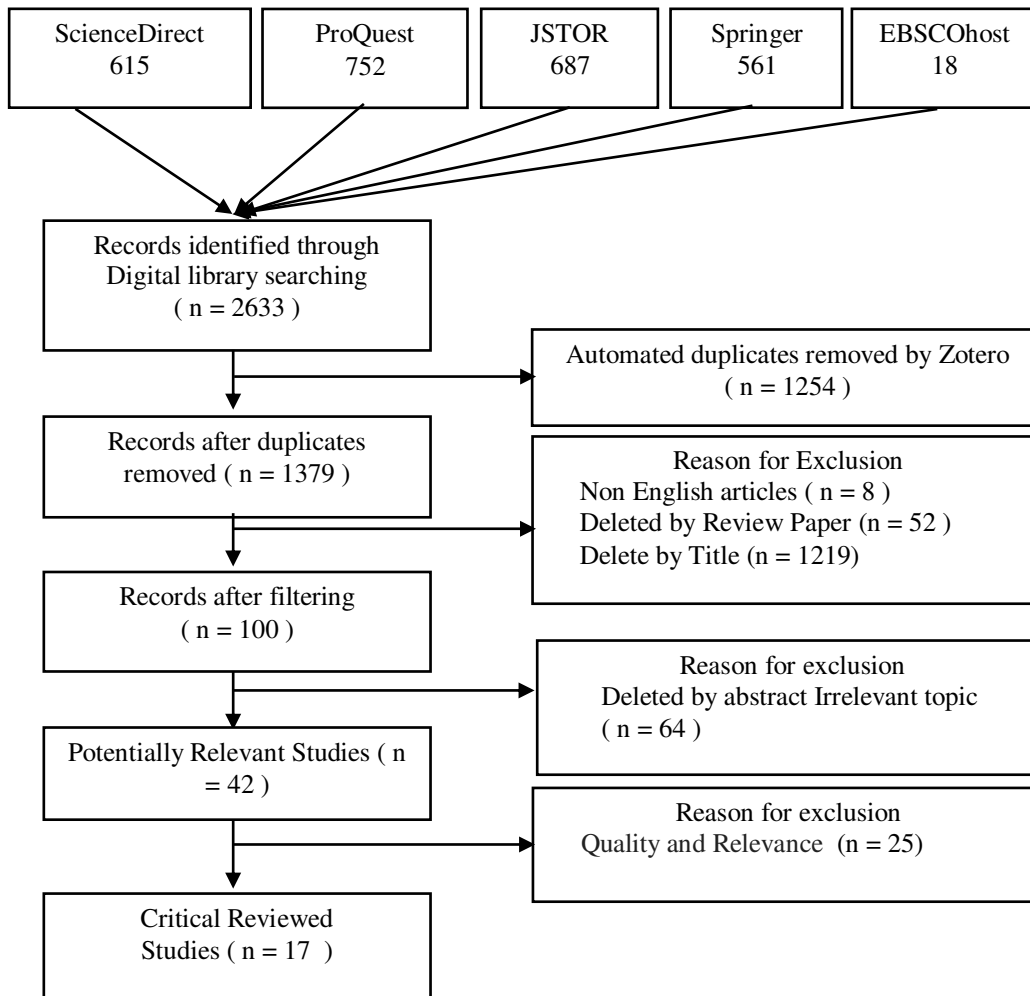 ScienceDirect
615
ProQuest
752
JSTOR
687
Springer
561
EBSCOhost
18
Records identified through
Digital library searching
( n = 2633 )
Automated duplicates removed by Zotero
( n = 1254 )
Records after duplicates
removed ( n = 1379 )
Reason for Exclusion
Non English articles ( n = 8 )
Deleted by Review Paper (n = 52 )
Delete by Title (n = 1219)
Records after filtering
( n = 100 )
Reason for exclusion
Deleted by abstract Irrelevant topic
( n = 64 )
Potentially Relevant Studies ( n
= 42 )
Reason for exclusion
Quality and Relevance (n = 25)
Critical Reviewed
Studies ( n = 17 )